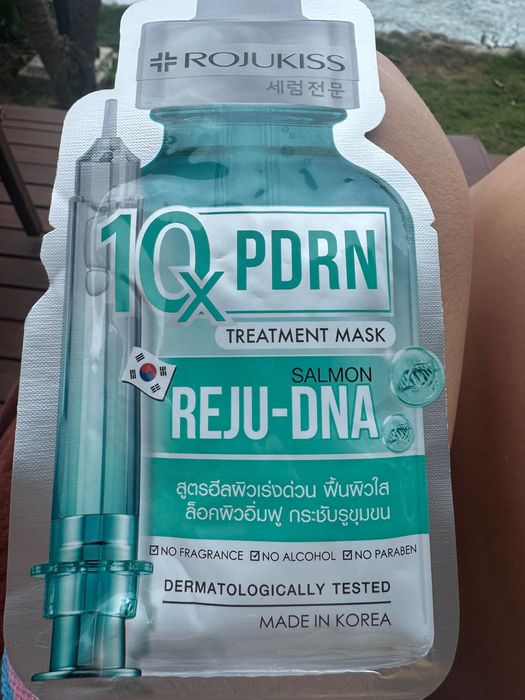 ROJUKISS
세럼전문
10x PDRN
TREATMENT MASK
SALMON
REJU-DNA
สูตรฮีลผิวเร่งด่วน ฟื้นผิวใส
ล็อคผิวอิ่มฟู กระชับรูขุมขน
NO FRAGRANCE NO ALCOHOL NO PARABEN
DERMATOLOGICALLY TESTED
MADE IN KOREA